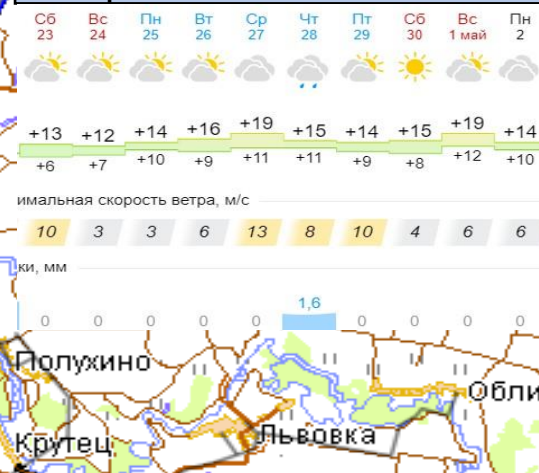 Сб Вс Пн Вт Ср Чт Пт Сб Вс Пн
23 24 25 26 27 28 29 30 1 май 2
+13 +12 +14 +16 +19 +15 +14 +15 +19 +14
+6 +7 +10 +9 +11 +11 +9 +8 +12 +10
имальная скорость ветра, м/с
10 3 3 6 13 8 10 4 6 6
ки, мм
1,6
0 0 0 0 0 0 0 0 0
Полухино
Обли
Крутец
Львовка